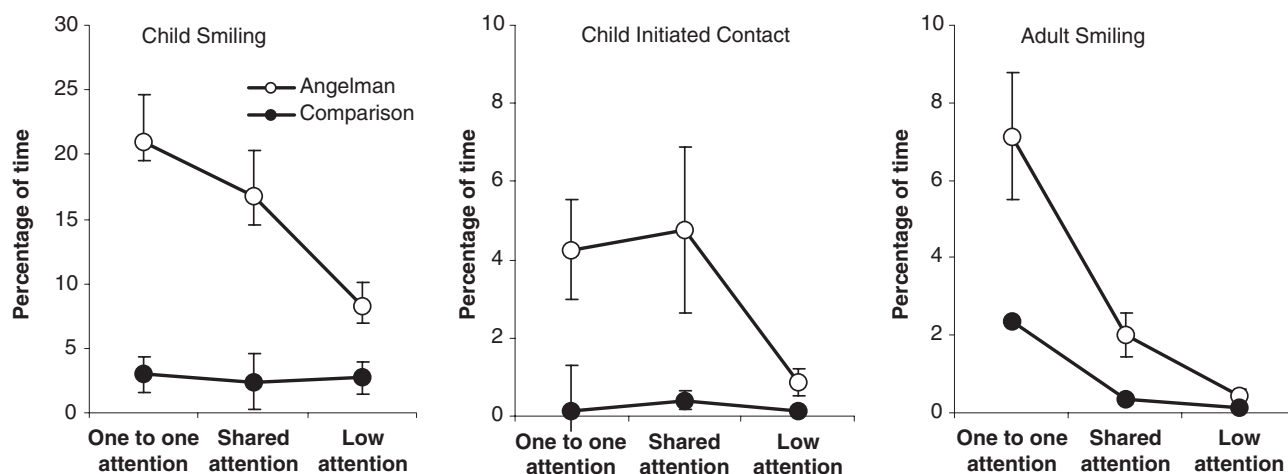 Child Smiling
Angelman
Comparison
Percentage of time
30
25
20
15
10
5
0
One to one attention
Shared attention
Low attention
Child Initiated Contact
Percentage of time
10
8
6
4
2
0
One to one attention
Shared attention
Low attention
Adult Smiling
Percentage of time
10
8
6
4
2
0
One to one attention
Shared attention
Low attention